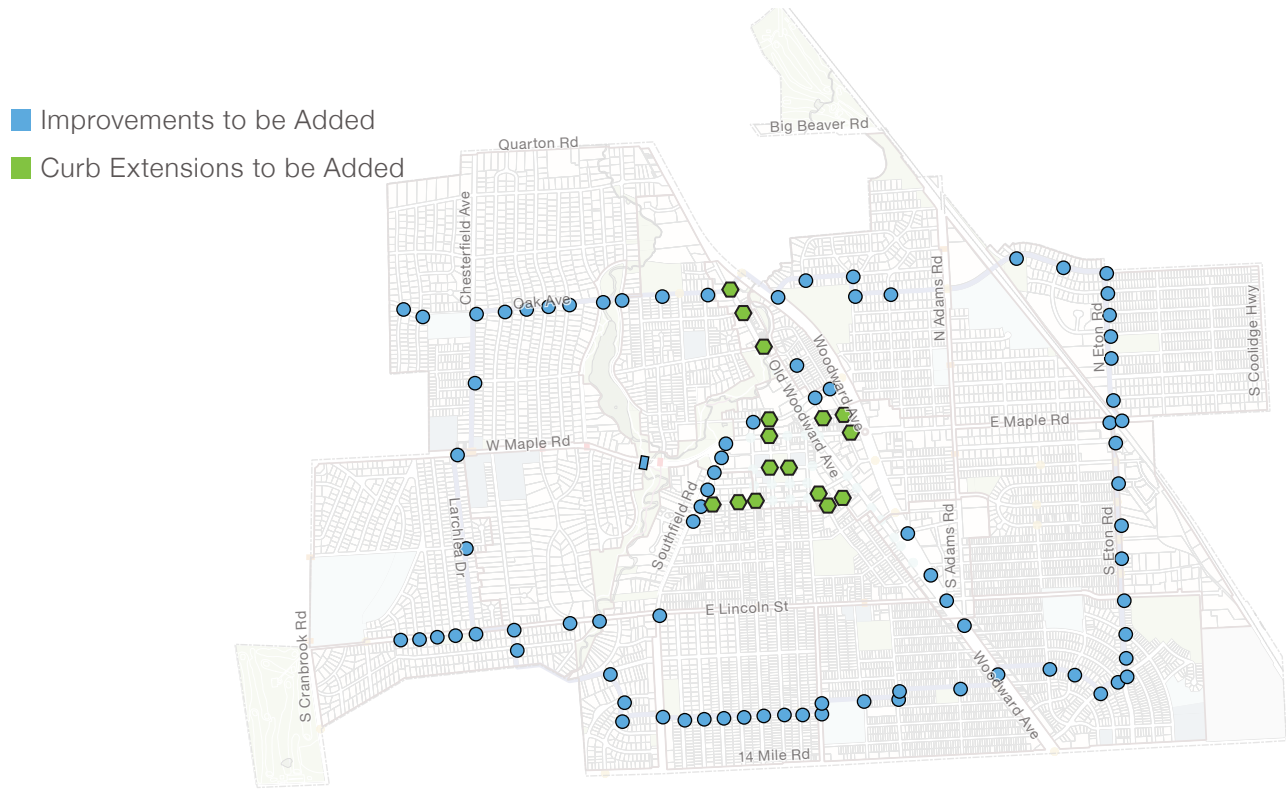 Improvements to be Added
Curb Extensions to be Added
Big Beaver Rd
Quarton Rd
Chesterfield Ave
Oak Ave
N Adams Rd
N Eton Rd
S Coolidge Hwy
Woodward Ave
Old Woodward Ave
E Maple Rd
W Maple Rd
Larchlea Dr
Southfield Rd
S Adams Rd
S Eton Rd
E Lincoln St
S Cranbrook Rd
Woodward Ave
14 Mile Rd